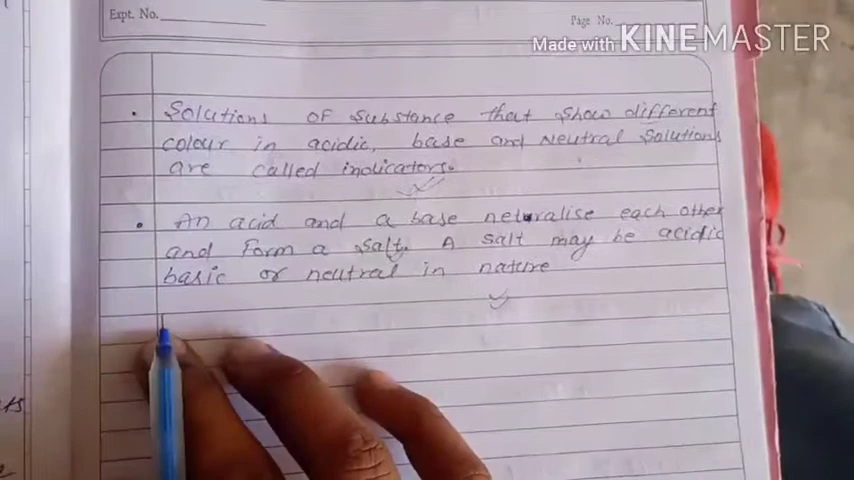 Expt. No.
Page No.
Made with KINEMASTER
• Solutions of substance that show different
colour in acidic, base and Neutral Solutions
are called indicators.
• An acid and a base neturalise each other
and Form a salt. A salt may be acidic
basic or neutral in nature